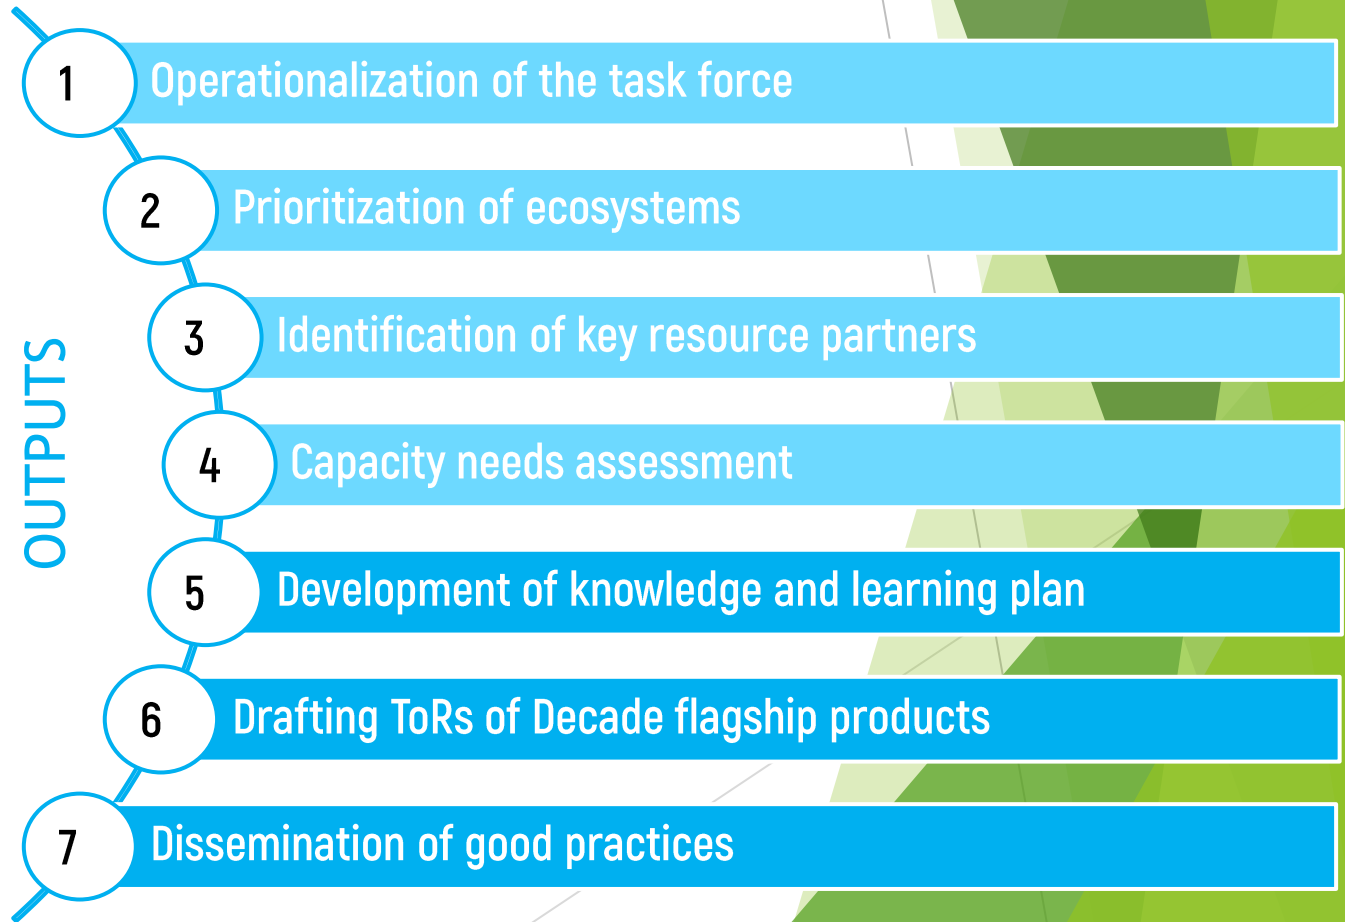 OUTPUTS
1
Operationalization of the task force
2
Prioritization of ecosystems
3
Identification of key resource partners
4
Capacity needs assessment
5
Development of knowledge and learning plan
6
Drafting ToRs of Decade flagship products
7
Dissemination of good practices